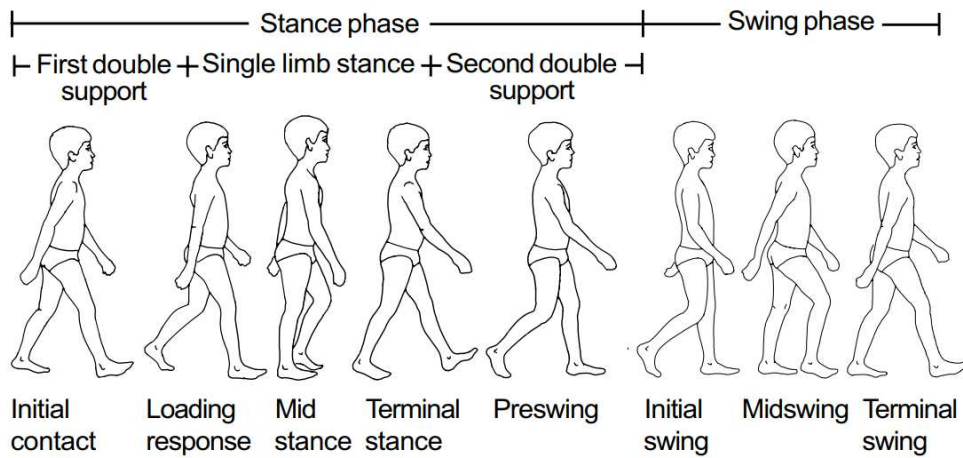 Stance phase
Swing phase
First double support
Single limb stance
Second double support
Initial contact
Loading response
Mid stance
Terminal stance
Preswing
Initial swing
Midswing
Terminal swing